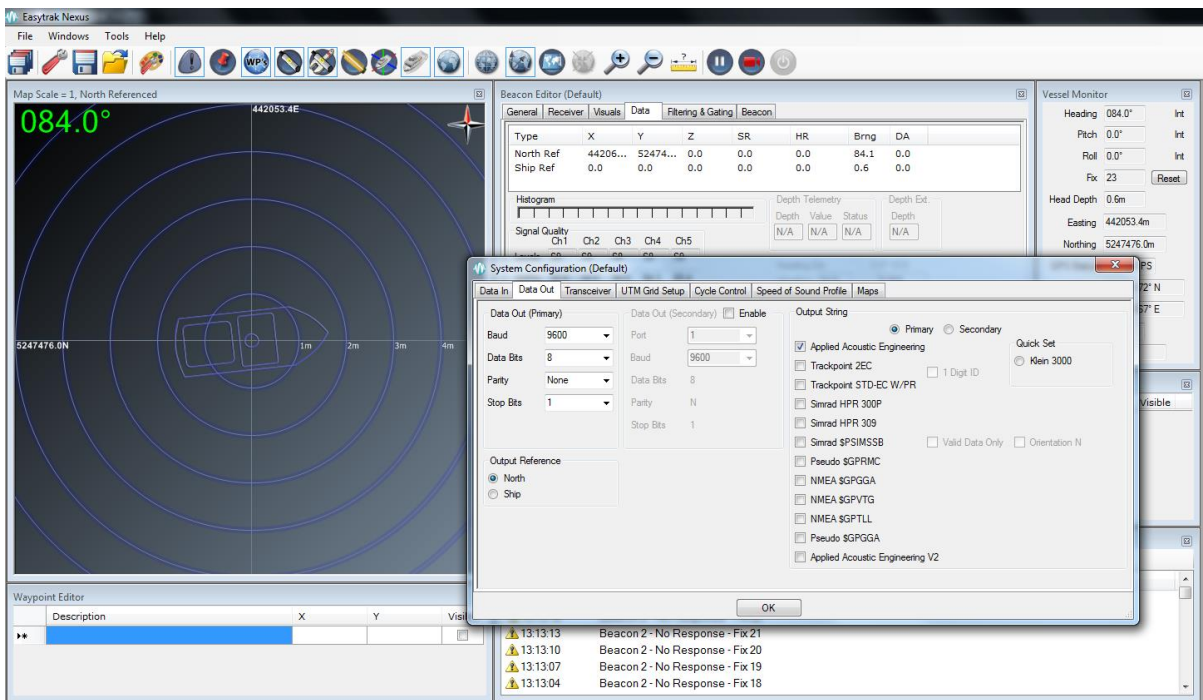 Easytrak Nexus
File Windows Tools Help
WP's
Map Scale = 1, North Referenced
084.0°
442053.4E
5247476.0N
1m 2m 3m 4m
Waypoint Editor
Description X Y
Beacon Editor (Default)
General Receiver Visuals Data Filtering & Gating Beacon
Type X Y Z SR HR Brng DA
North Ref 44206... 52474... 0.0 0.0 0.0 84.1 0.0
Ship Ref 0.0 0.0 0.0 0.0 0.0 0.6 0.0
Histogram
Signal Quality
Ch1 Ch2 Ch3 Ch4 Ch5
Depth Telemetry
Depth Value Status
N/A N/A N/A
Depth Ext.
Depth
N/A
Vessel Monitor
Heading 084.0° Int
Pitch 0.0° Int
Roll 0.0° Int
Fix 23 Reset
Head Depth 0.6m
Easting 442053.4m
Northing 5247476.0m
System Configuration (Default)
Data In Data Out Transceiver UTM Grid Setup Cycle Control Speed of Sound Profile Maps
Data Out (Primary)
Baud 9600
Data Bits 8
Parity None
Stop Bits 1
Data Out (Secondary) Enable
Port 1
Baud 9600
Data Bits 8
Parity N
Stop Bits 1
Output Reference
North
Ship
Output String
Primary Secondary
Applied Acoustic Engineering
Trackpoint 2EC
1 Digit ID
Trackpoint STD-EC W/PR
Simrad HPR 300P
Simrad HPR 309
Simrad $PSIMSSB Valid Data Only Orientation N
Pseudo $GPRMC
NMEA $GPGGA
NMEA $GPVTG
NMEA $GPTLL
Pseudo $GPGGA
Applied Acoustic Engineering V2
Quick Set
Klein 3000
OK
Visible
13:13:13 Beacon 2 - No Response - Fix 21
13:13:10 Beacon 2 - No Response - Fix 20
13:13:07 Beacon 2 - No Response - Fix 19
13:13:04 Beacon 2 - No Response - Fix 18